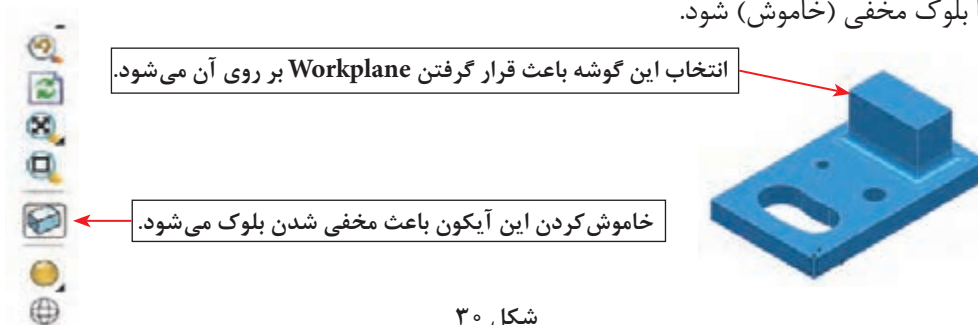 بلوک مخفی (خاموش) شود.
انتخاب این گوشه باعث قرار گرفتن Workplane بر روی آن می‌شود.
خاموش کردن این آیکون باعث مخفی شدن بلوک می‌شود.
شکل ۳۰